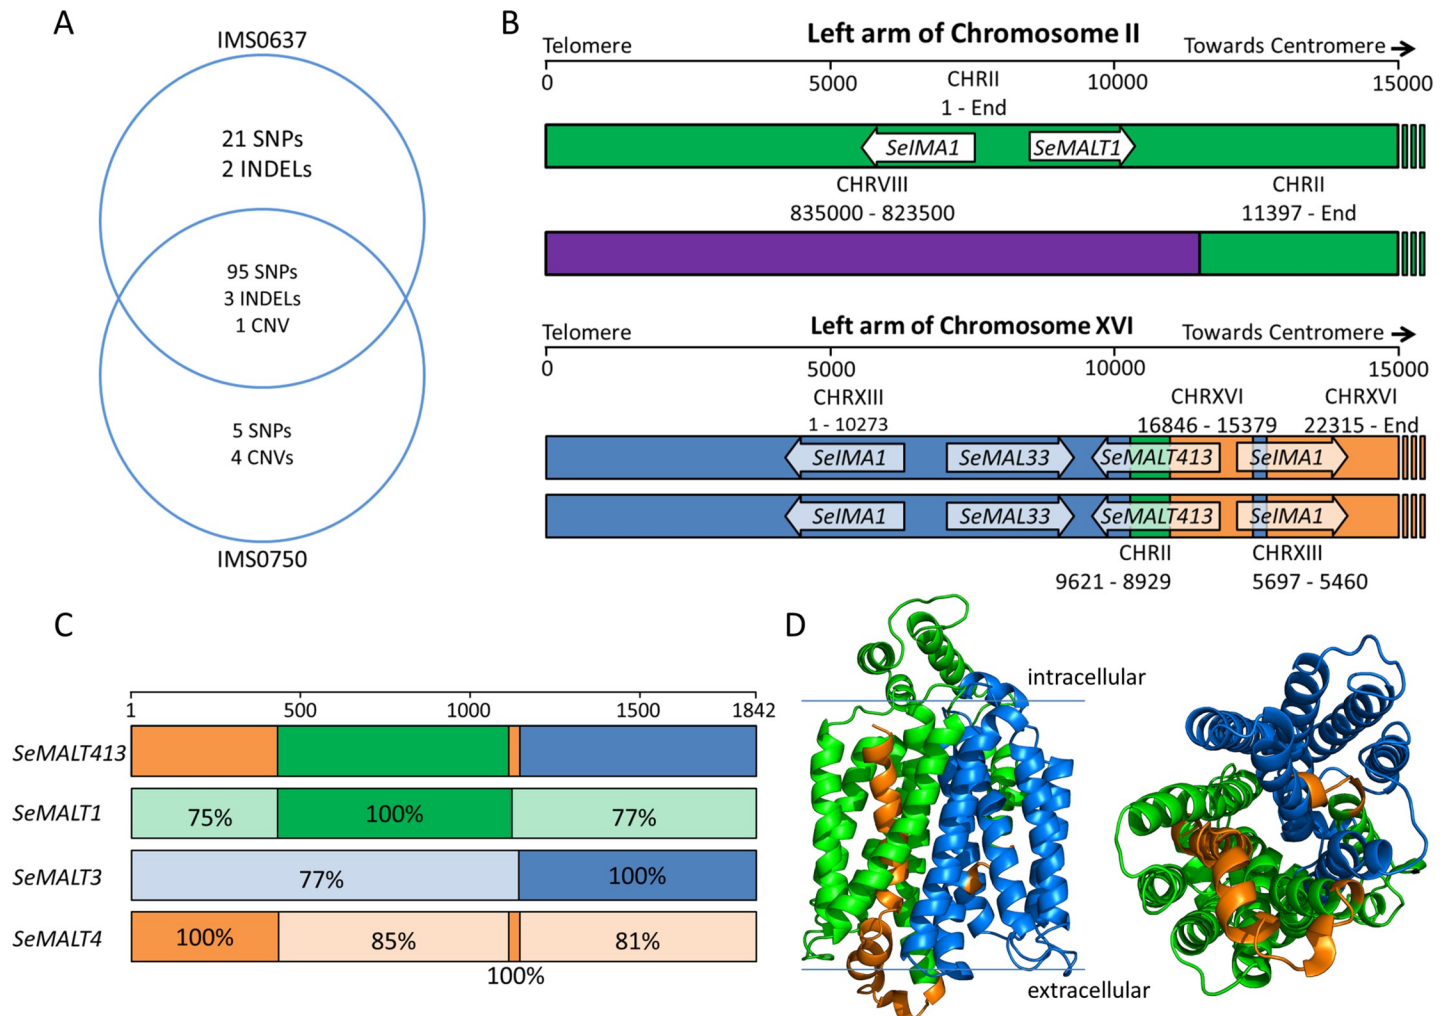 A
IMS0637
21 SNPs
2 INDELs
95 SNPs
3 INDELs
1 CNV
5 SNPs
4 CNVs
IMS0750
B
Left arm of Chromosome II
Telomere
Towards Centromere
0
5000
10000
15000
CHRII
1 - End
SeIMA1
SeMALT1
CHRVIII
835000 - 823500
CHRII
11397 - End
Left arm of Chromosome XVI
Telomere
Towards Centromere
0
5000
10000
15000
CHRXIII
1 - 10273
CHRXVI
16846 - 15379
CHRXVI
22315 - End
SeIMA1
SeMAL33
SeMALT413
SeIMA1
SeIMA1
SeMAL33
SeMALT413
SeIMA1
CHRII
9621 - 8929
CHRXIII
5697 - 5460
C
1
500
1000
1500
1842
SeMALT413
SeMALT1
75%
100%
77%
SeMALT3
77%
100%
SeMALT4
100%
85%
81%
100%
D
intracellular
extracellular